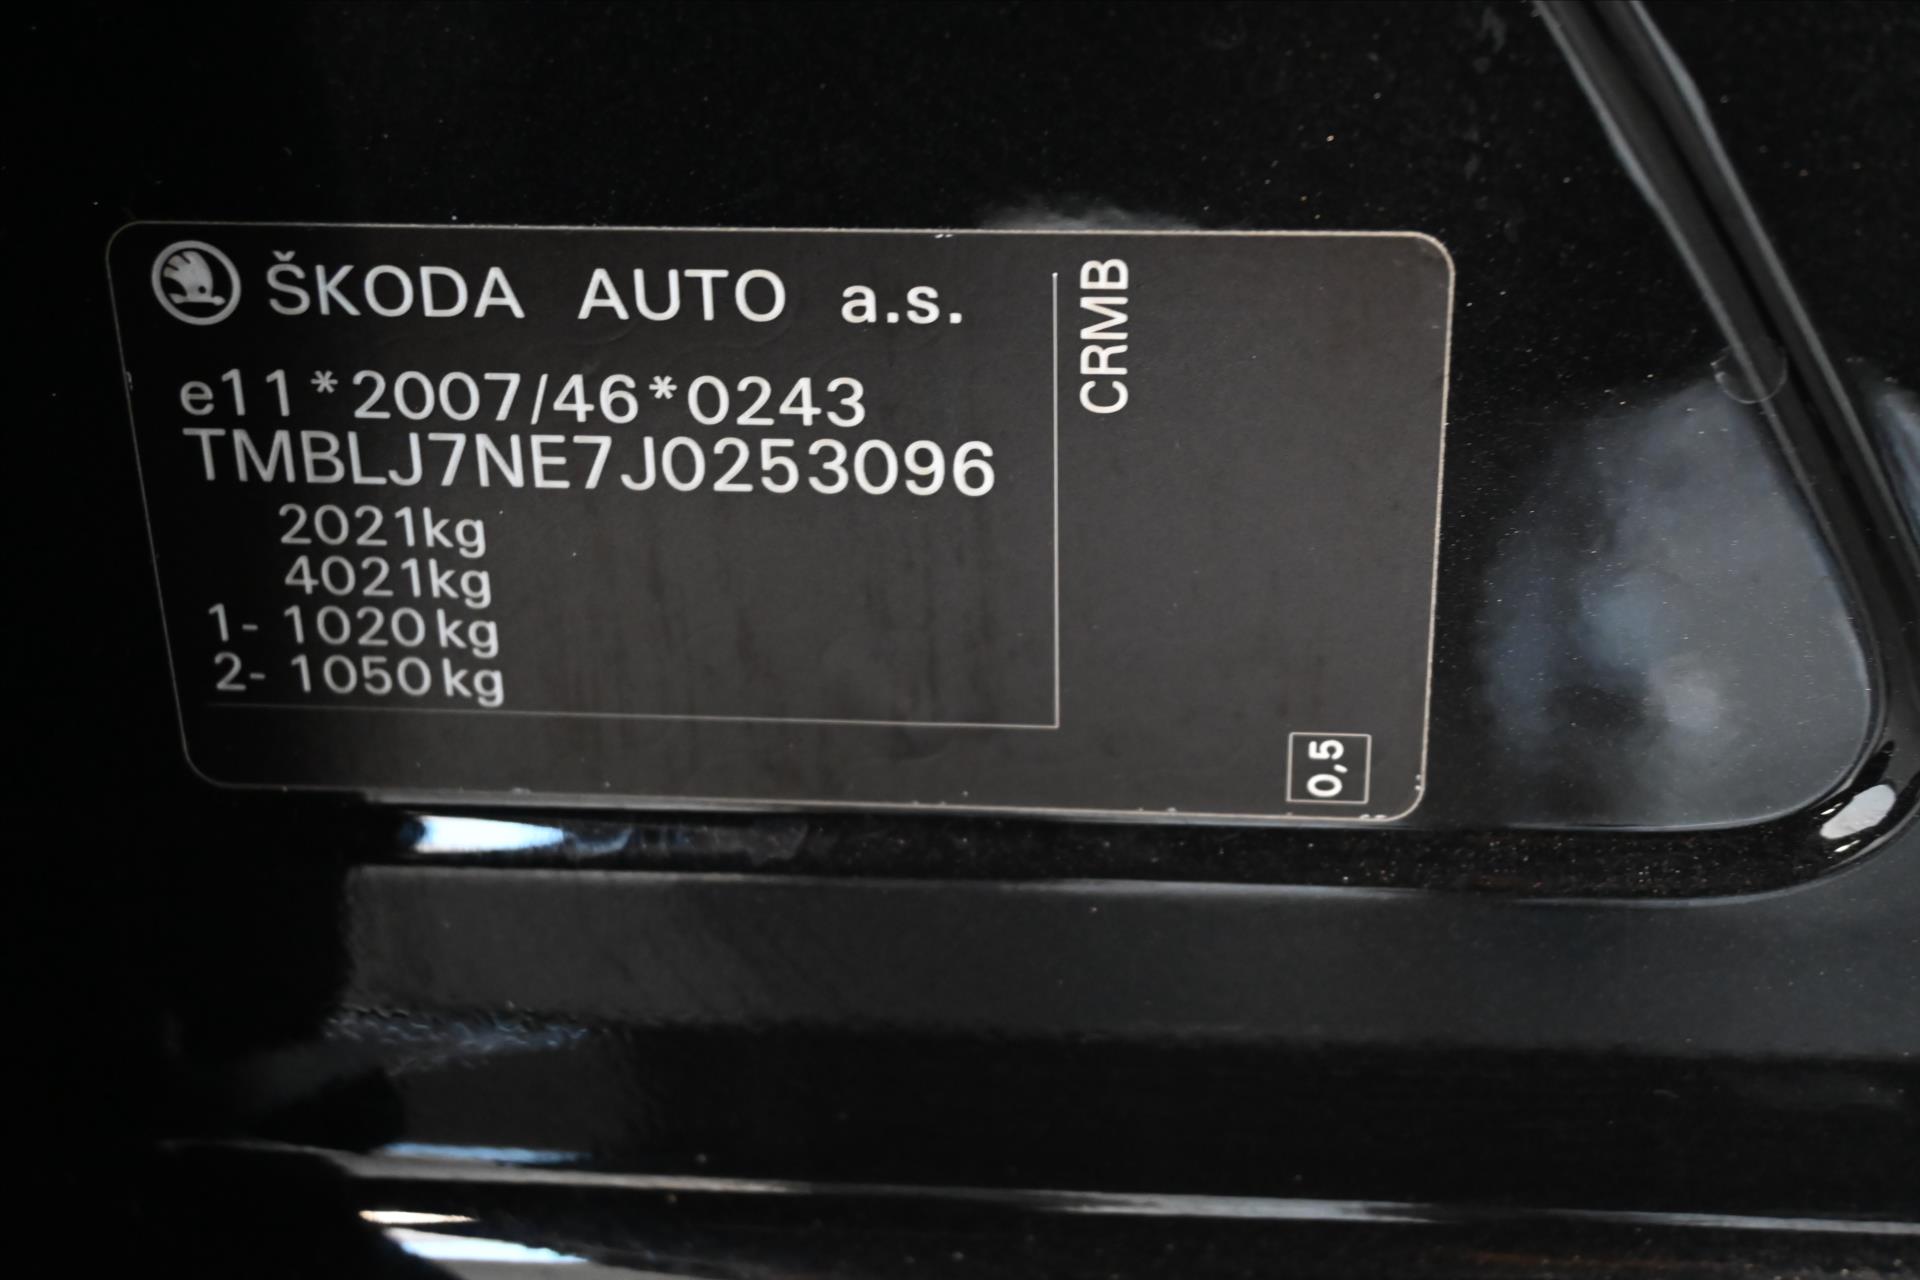 ŠKODA AUTO a.s.
e11*2007/46*0243
TMBLJ7NE7J0253096
2021kg
4021kg
1- 1020kg
2- 1050kg
CRMB
0,5